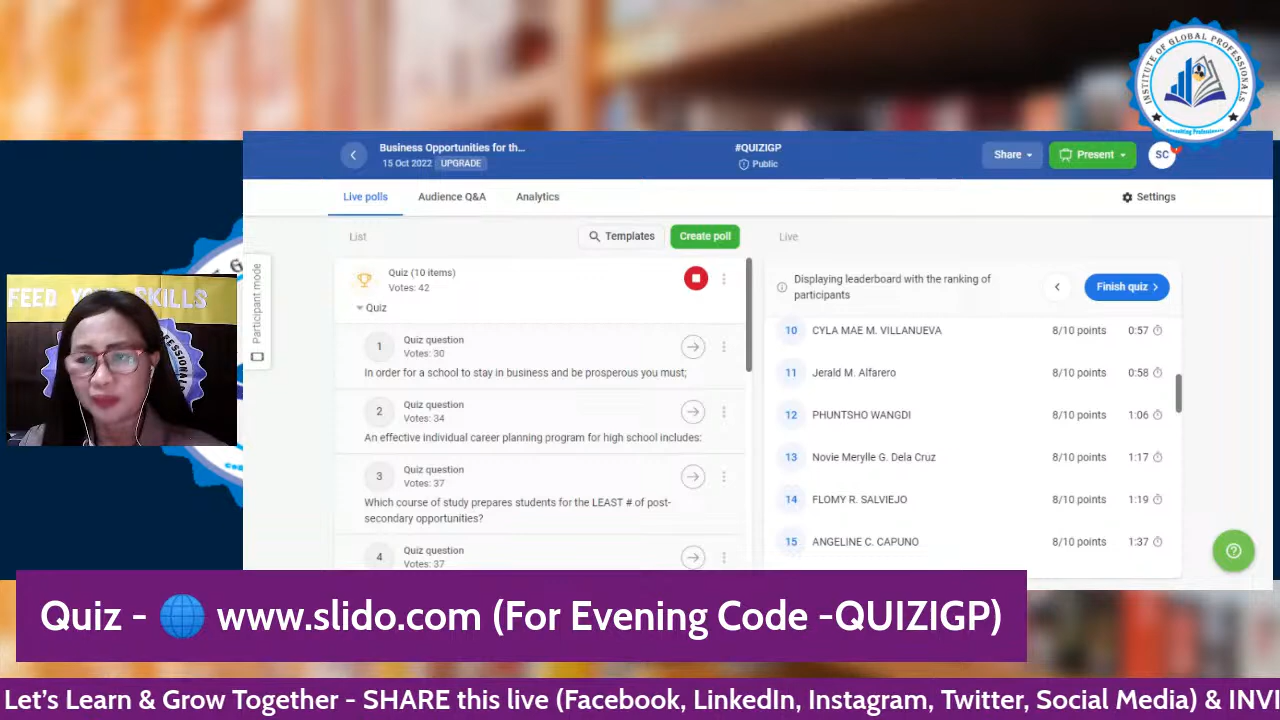 INSTITUTE OF GLOBAL PROFESSIONALS
Business Opportunities for th...
15 Oct 2022 UPGRADE
#QUIZIGP
Public
Share
Present
SC
Live polls
Audience Q&A
Analytics
Settings
List
Templates
Create poll
Live
Participant mode
Quiz (10 items)
Votes: 42
Quiz
1
Quiz question
Votes: 30
In order for a school to stay in business and be prosperous you must;
2
Quiz question
Votes: 34
An effective individual career planning program for high school includes:
3
Quiz question
Votes: 37
Which course of study prepares students for the LEAST # of post-
secondary opportunities?
4
Quiz question
Votes: 37
Displaying leaderboard with the ranking of
participants
Finish quiz
10 CYLA MAE M. VILLANUEVA 8/10 points 0:57
11 Jerald M. Alfarero 8/10 points 0:58
12 PHUNTSHO WANGDI 8/10 points 1:06
13 Novie Merylle G. Dela Cruz 8/10 points 1:17
14 FLOMY R. SALVIEJO 8/10 points 1:19
15 ANGELINE C. CAPUNO 8/10 points 1:37
FEED YOUR SKILLS
Quiz - www.slido.com (For Evening Code -QUIZIGP)
Let's Learn & Grow Together - SHARE this live (Facebook, LinkedIn, Instagram, Twitter, Social Media) & INVI